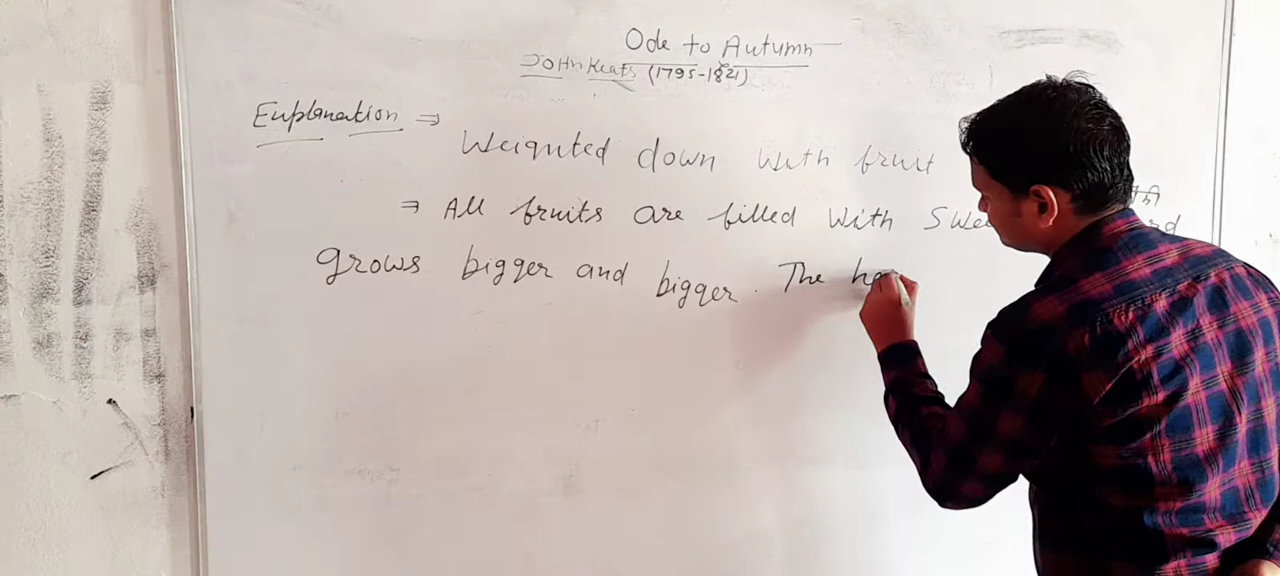 Ode to Autumn
John Keats (1795-1821)
Explanation ⇒
Weignted down with fruit
⇒ All fruits are filled with
grows bigger and bigger. The